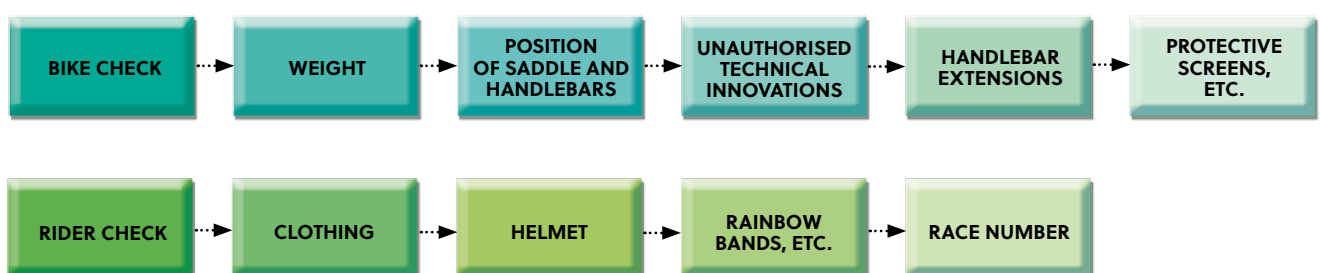 BIKE CHECK
WEIGHT
POSITION
OF SADDLE AND
HANDLEBARS
UNAUTHORISED
TECHNICAL
INNOVATIONS
HANDLEBAR
EXTENSIONS
PROTECTIVE
SCREENS,
ETC.
RIDER CHECK
CLOTHING
HELMET
RAINBOW
BANDS, ETC.
RACE NUMBER